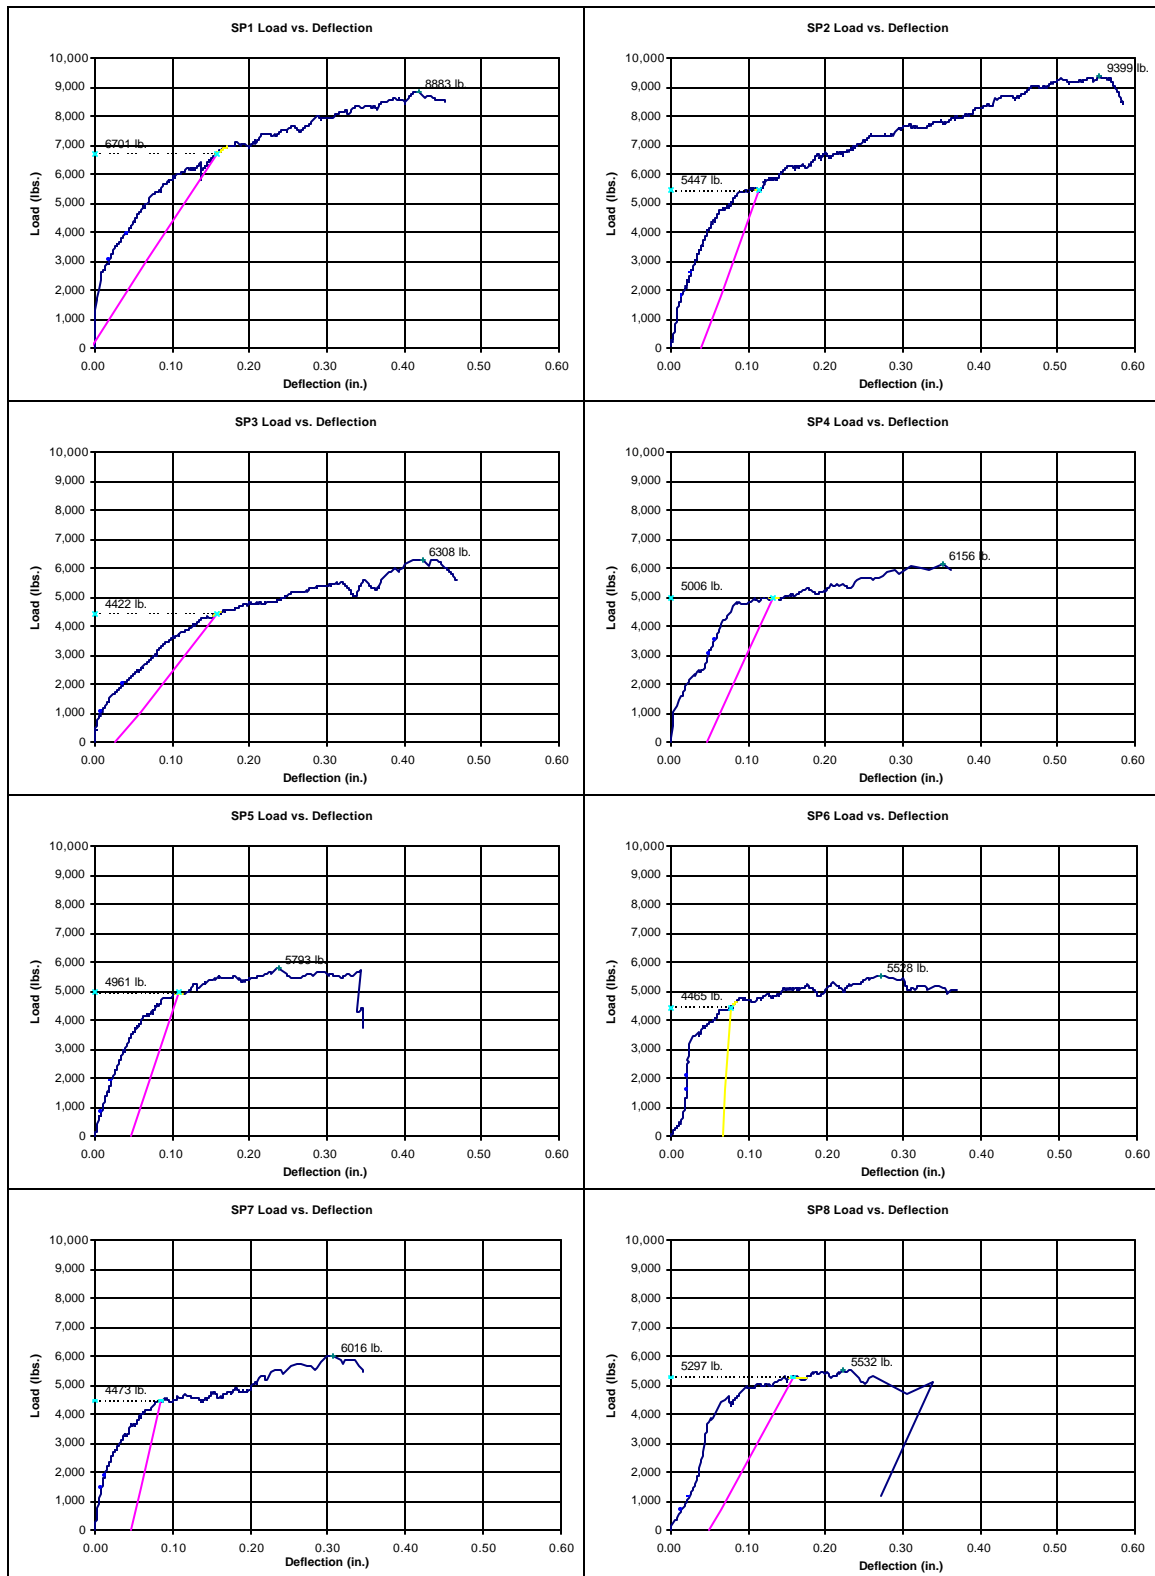 SP1 Load vs. Deflection
10,000
9,000
8,000
7,000
6,000
5,000
4,000
3,000
2,000
1,000
0
Load (lbs.)
8883 lb.
6701 lb.
0.00 0.10 0.20 0.30 0.40 0.50 0.60
Deflection (in.)
SP2 Load vs. Deflection
10,000
9,000
8,000
7,000
6,000
5,000
4,000
3,000
2,000
1,000
0
Load (lbs.)
9399 lb.
5447 lb.
0.00 0.10 0.20 0.30 0.40 0.50 0.60
Deflection (in.)
SP3 Load vs. Deflection
10,000
9,000
8,000
7,000
6,000
5,000
4,000
3,000
2,000
1,000
0
Load (lbs.)
6308 lb.
4422 lb.
0.00 0.10 0.20 0.30 0.40 0.50 0.60
Deflection (in.)
SP4 Load vs. Deflection
10,000
9,000
8,000
7,000
6,000
5,000
4,000
3,000
2,000
1,000
0
Load (lbs.)
6156 lb.
5006 lb.
0.00 0.10 0.20 0.30 0.40 0.50 0.60
Deflection (in.)
SP5 Load vs. Deflection
10,000
9,000
8,000
7,000
6,000
5,000
4,000
3,000
2,000
1,000
0
Load (lbs.)
5793 lb.
4961 lb.
0.00 0.10 0.20 0.30 0.40 0.50 0.60
Deflection (in.)
SP6 Load vs. Deflection
10,000
9,000
8,000
7,000
6,000
5,000
4,000
3,000
2,000
1,000
0
Load (lbs.)
5528 lb.
4465 lb.
0.00 0.10 0.20 0.30 0.40 0.50 0.60
Deflection (in.)
SP7 Load vs. Deflection
10,000
9,000
8,000
7,000
6,000
5,000
4,000
3,000
2,000
1,000
0
Load (lbs.)
6016 lb.
4473 lb.
0.00 0.10 0.20 0.30 0.40 0.50 0.60
Deflection (in.)
SP8 Load vs. Deflection
10,000
9,000
8,000
7,000
6,000
5,000
4,000
3,000
2,000
1,000
0
Load (lbs.)
5532 lb.
5297 lb.
0.00 0.10 0.20 0.30 0.40 0.50 0.60
Deflection (in.)